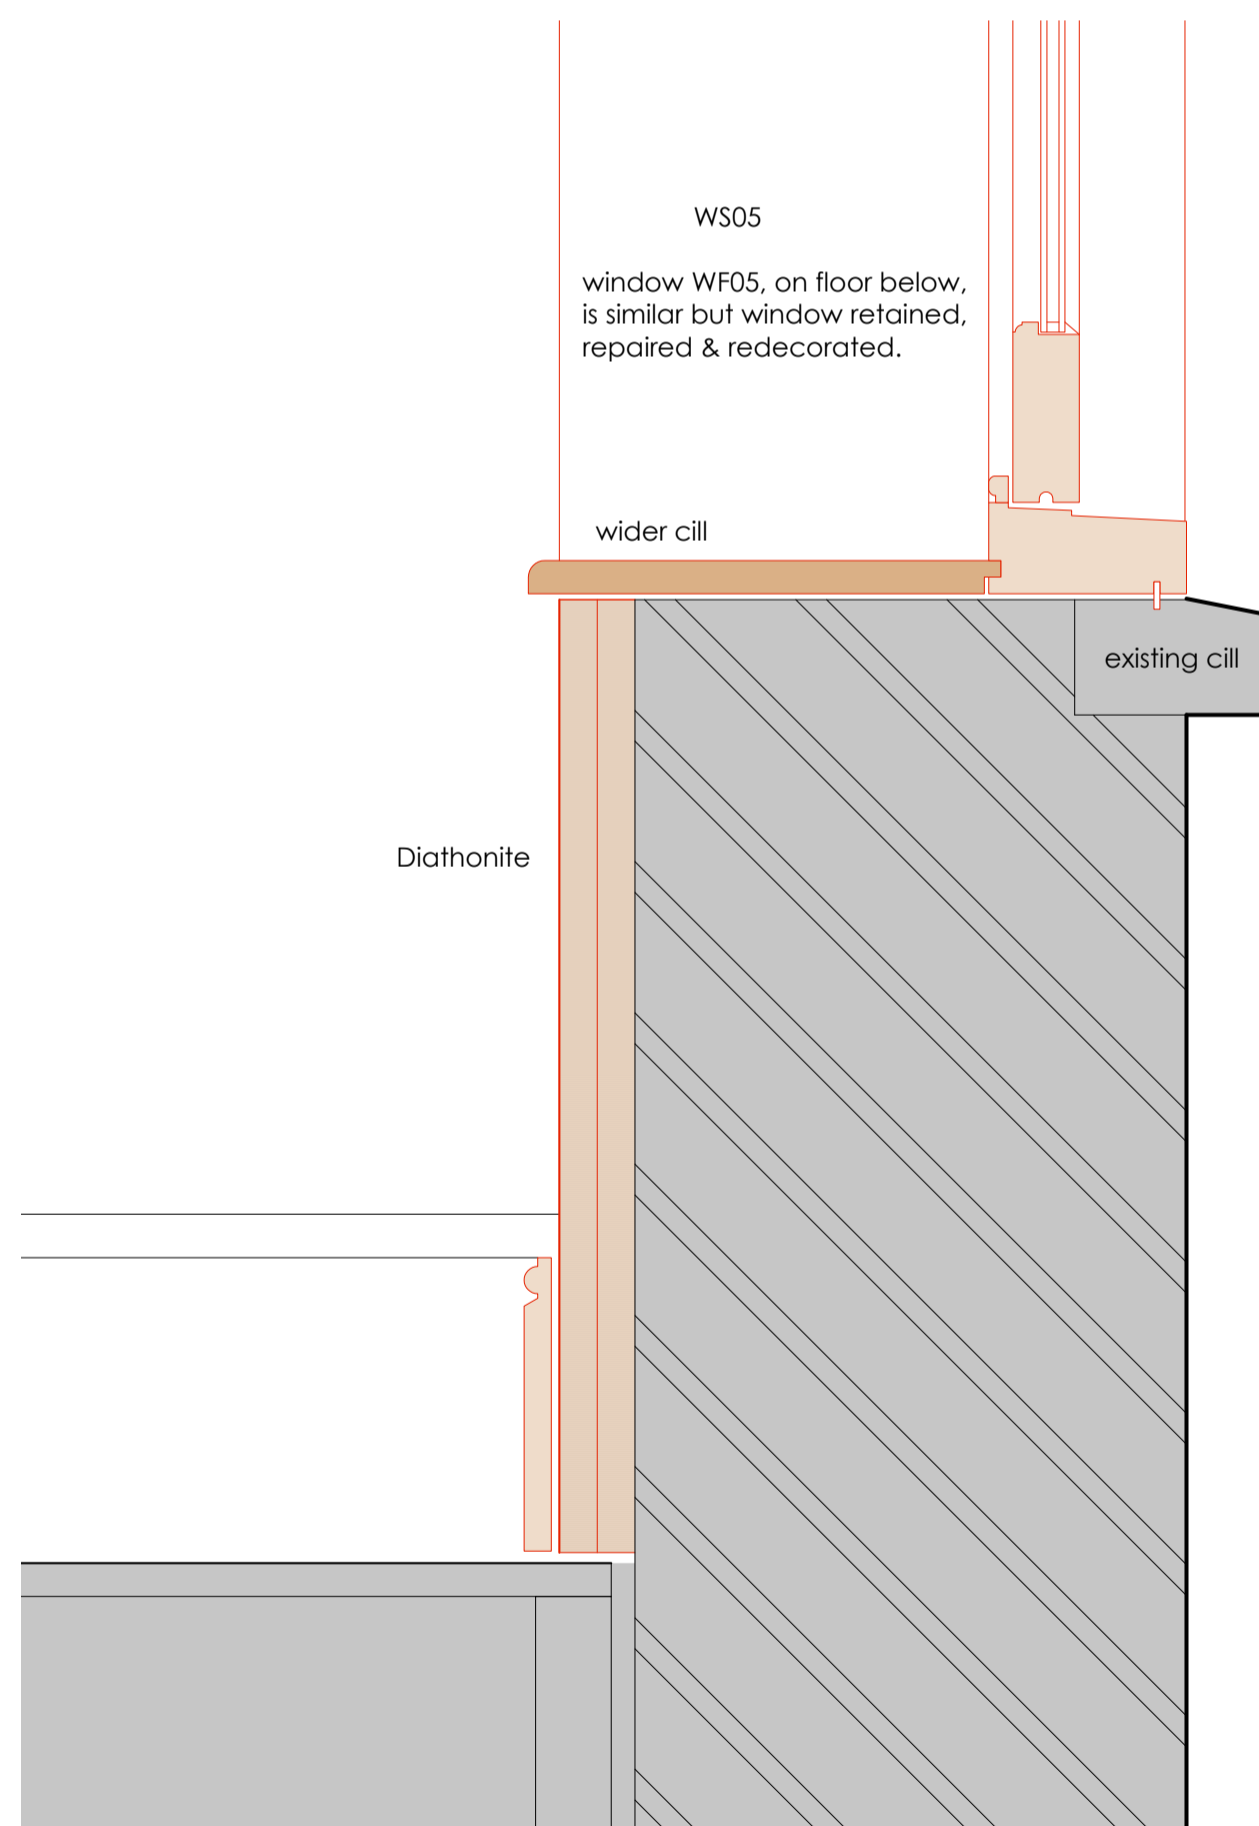 WS05
window WF05, on floor below,
is similar but window retained,
repaired & redecorated.
wider cill
existing cill
Diathonite